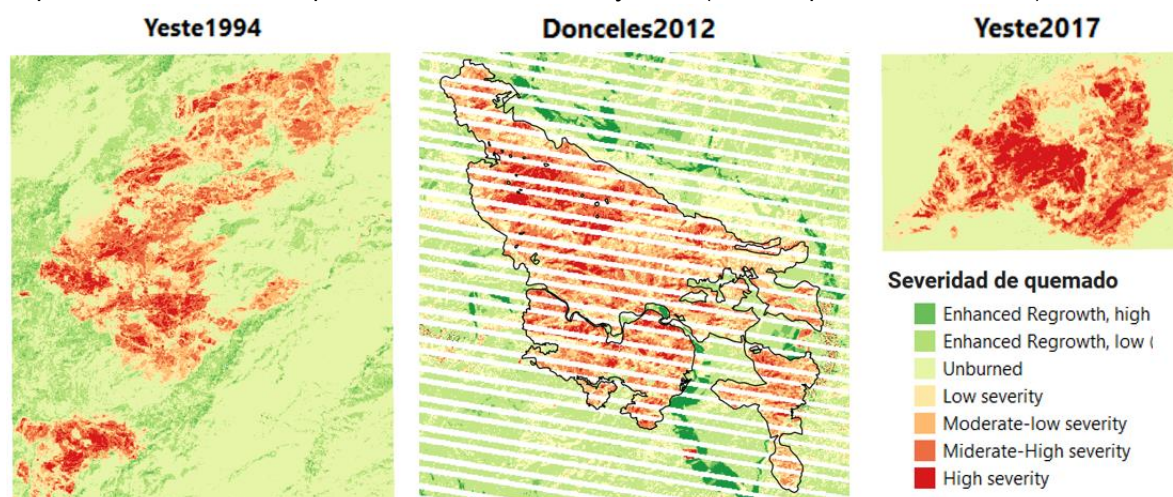 Yeste1994
Donceles2012
Yeste2017
Severidad de quemado
Enhanced Regrowth, high
Enhanced Regrowth, low (
Unburned
Low severity
Moderate-low severity
Miderate-High severity
High severity